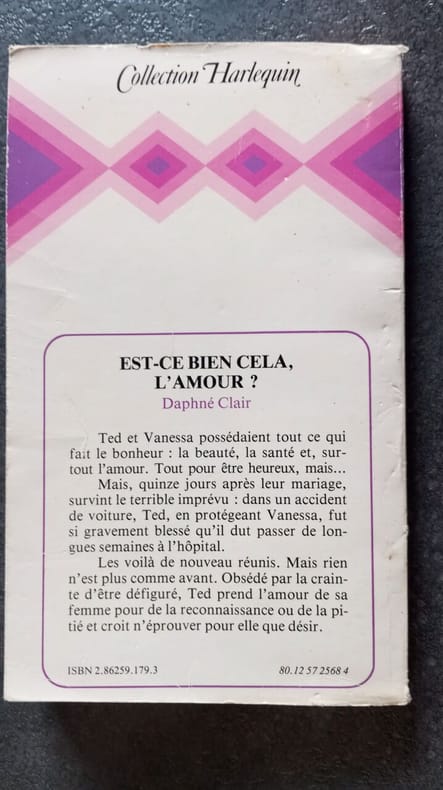 Collection Harlequin
EST-CE BIEN CELA,
L'AMOUR ?
Daphné Clair
Ted et Vanessa possédaient tout ce qui
fait le bonheur : la beauté, la santé et, sur-
tout l'amour. Tout pour être heureux, mais...
Mais, quinze jours après leur mariage,
survint le terrible imprévu : dans un accident
de voiture, Ted, en protégeant Vanessa, fut
si gravement blessé qu'il dut passer de lon-
gues semaines à l'hôpital.
Les voilà de nouveau réunis. Mais rien
n'est plus comme avant. Obsédé par la crain-
te d'être défiguré, Ted prend l'amour de sa
femme pour de la reconnaissance ou de la pi-
tié et croit n'éprouver pour elle que désir.
ISBN 2.86259.179.3 80.12 57 2568 4